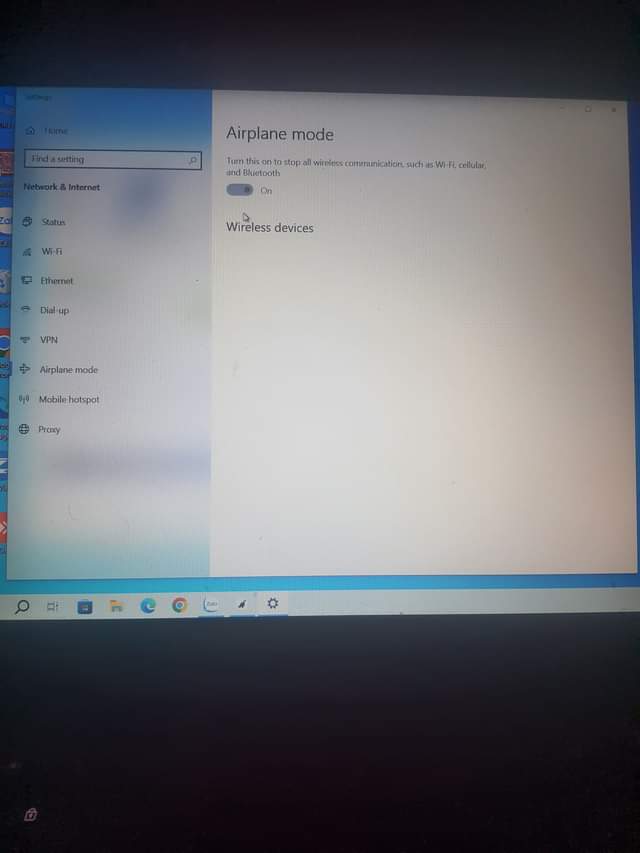 Settings
Home
Find a setting
Network & Internet
Status
Wi-Fi
Ethernet
Dial-up
VPN
Airplane mode
Mobile hotspot
Proxy
Airplane mode
Turn this on to stop all wireless communication, such as Wi-Fi, cellular,
and Bluetooth
On
Wireless devices
Zalo